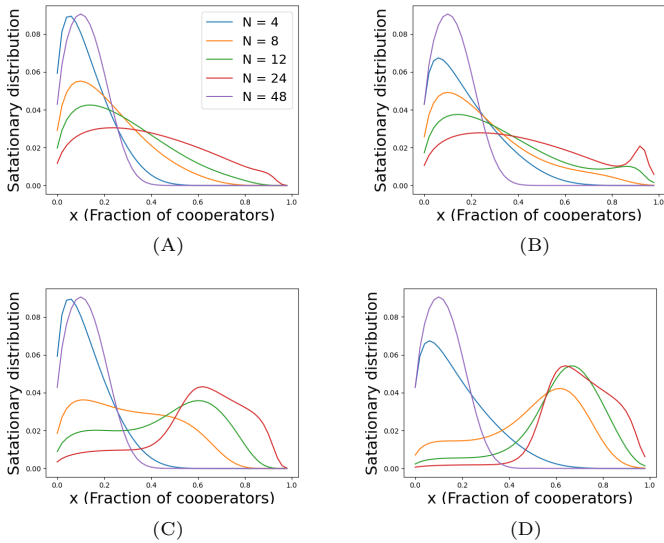 Satationary distribution
0.08
0.06
0.04
0.02
0.00
N = 4
N = 8
N = 12
N = 24
N = 48
0.0 0.2 0.4 0.6 0.8 1.0
x (Fraction of cooperators)
(A)
Satationary distribution
0.08
0.06
0.04
0.02
0.00
0.0 0.2 0.4 0.6 0.8 1.0
x (Fraction of cooperators)
(B)
Satationary distribution
0.08
0.06
0.04
0.02
0.00
0.0 0.2 0.4 0.6 0.8 1.0
x (Fraction of cooperators)
(C)
Satationary distribution
0.08
0.06
0.04
0.02
0.00
0.0 0.2 0.4 0.6 0.8 1.0
x (Fraction of cooperators)
(D)